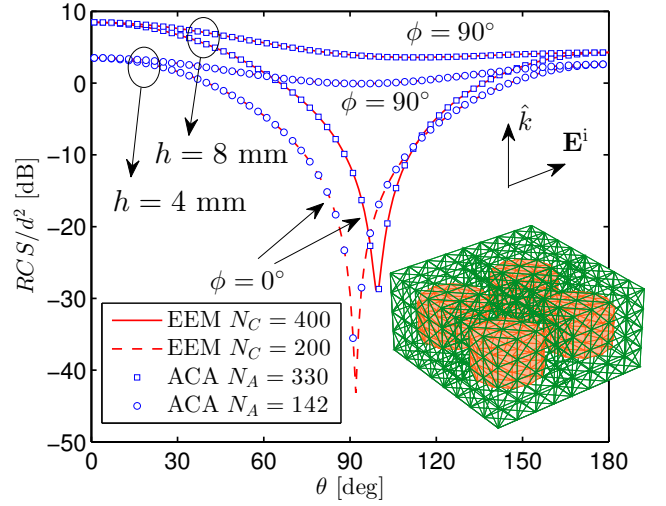 10
0
−10
−20
−30
−40
−50
RCS/d² [dB]
ϕ = 90°
ϕ = 90°
h = 8 mm
h = 4 mm
ϕ = 0°
k̂
Eⁱ
EEM N_C = 400
EEM N_C = 200
ACA N_A = 330
ACA N_A = 142
0 30 60 90 120 150 180
θ [deg]